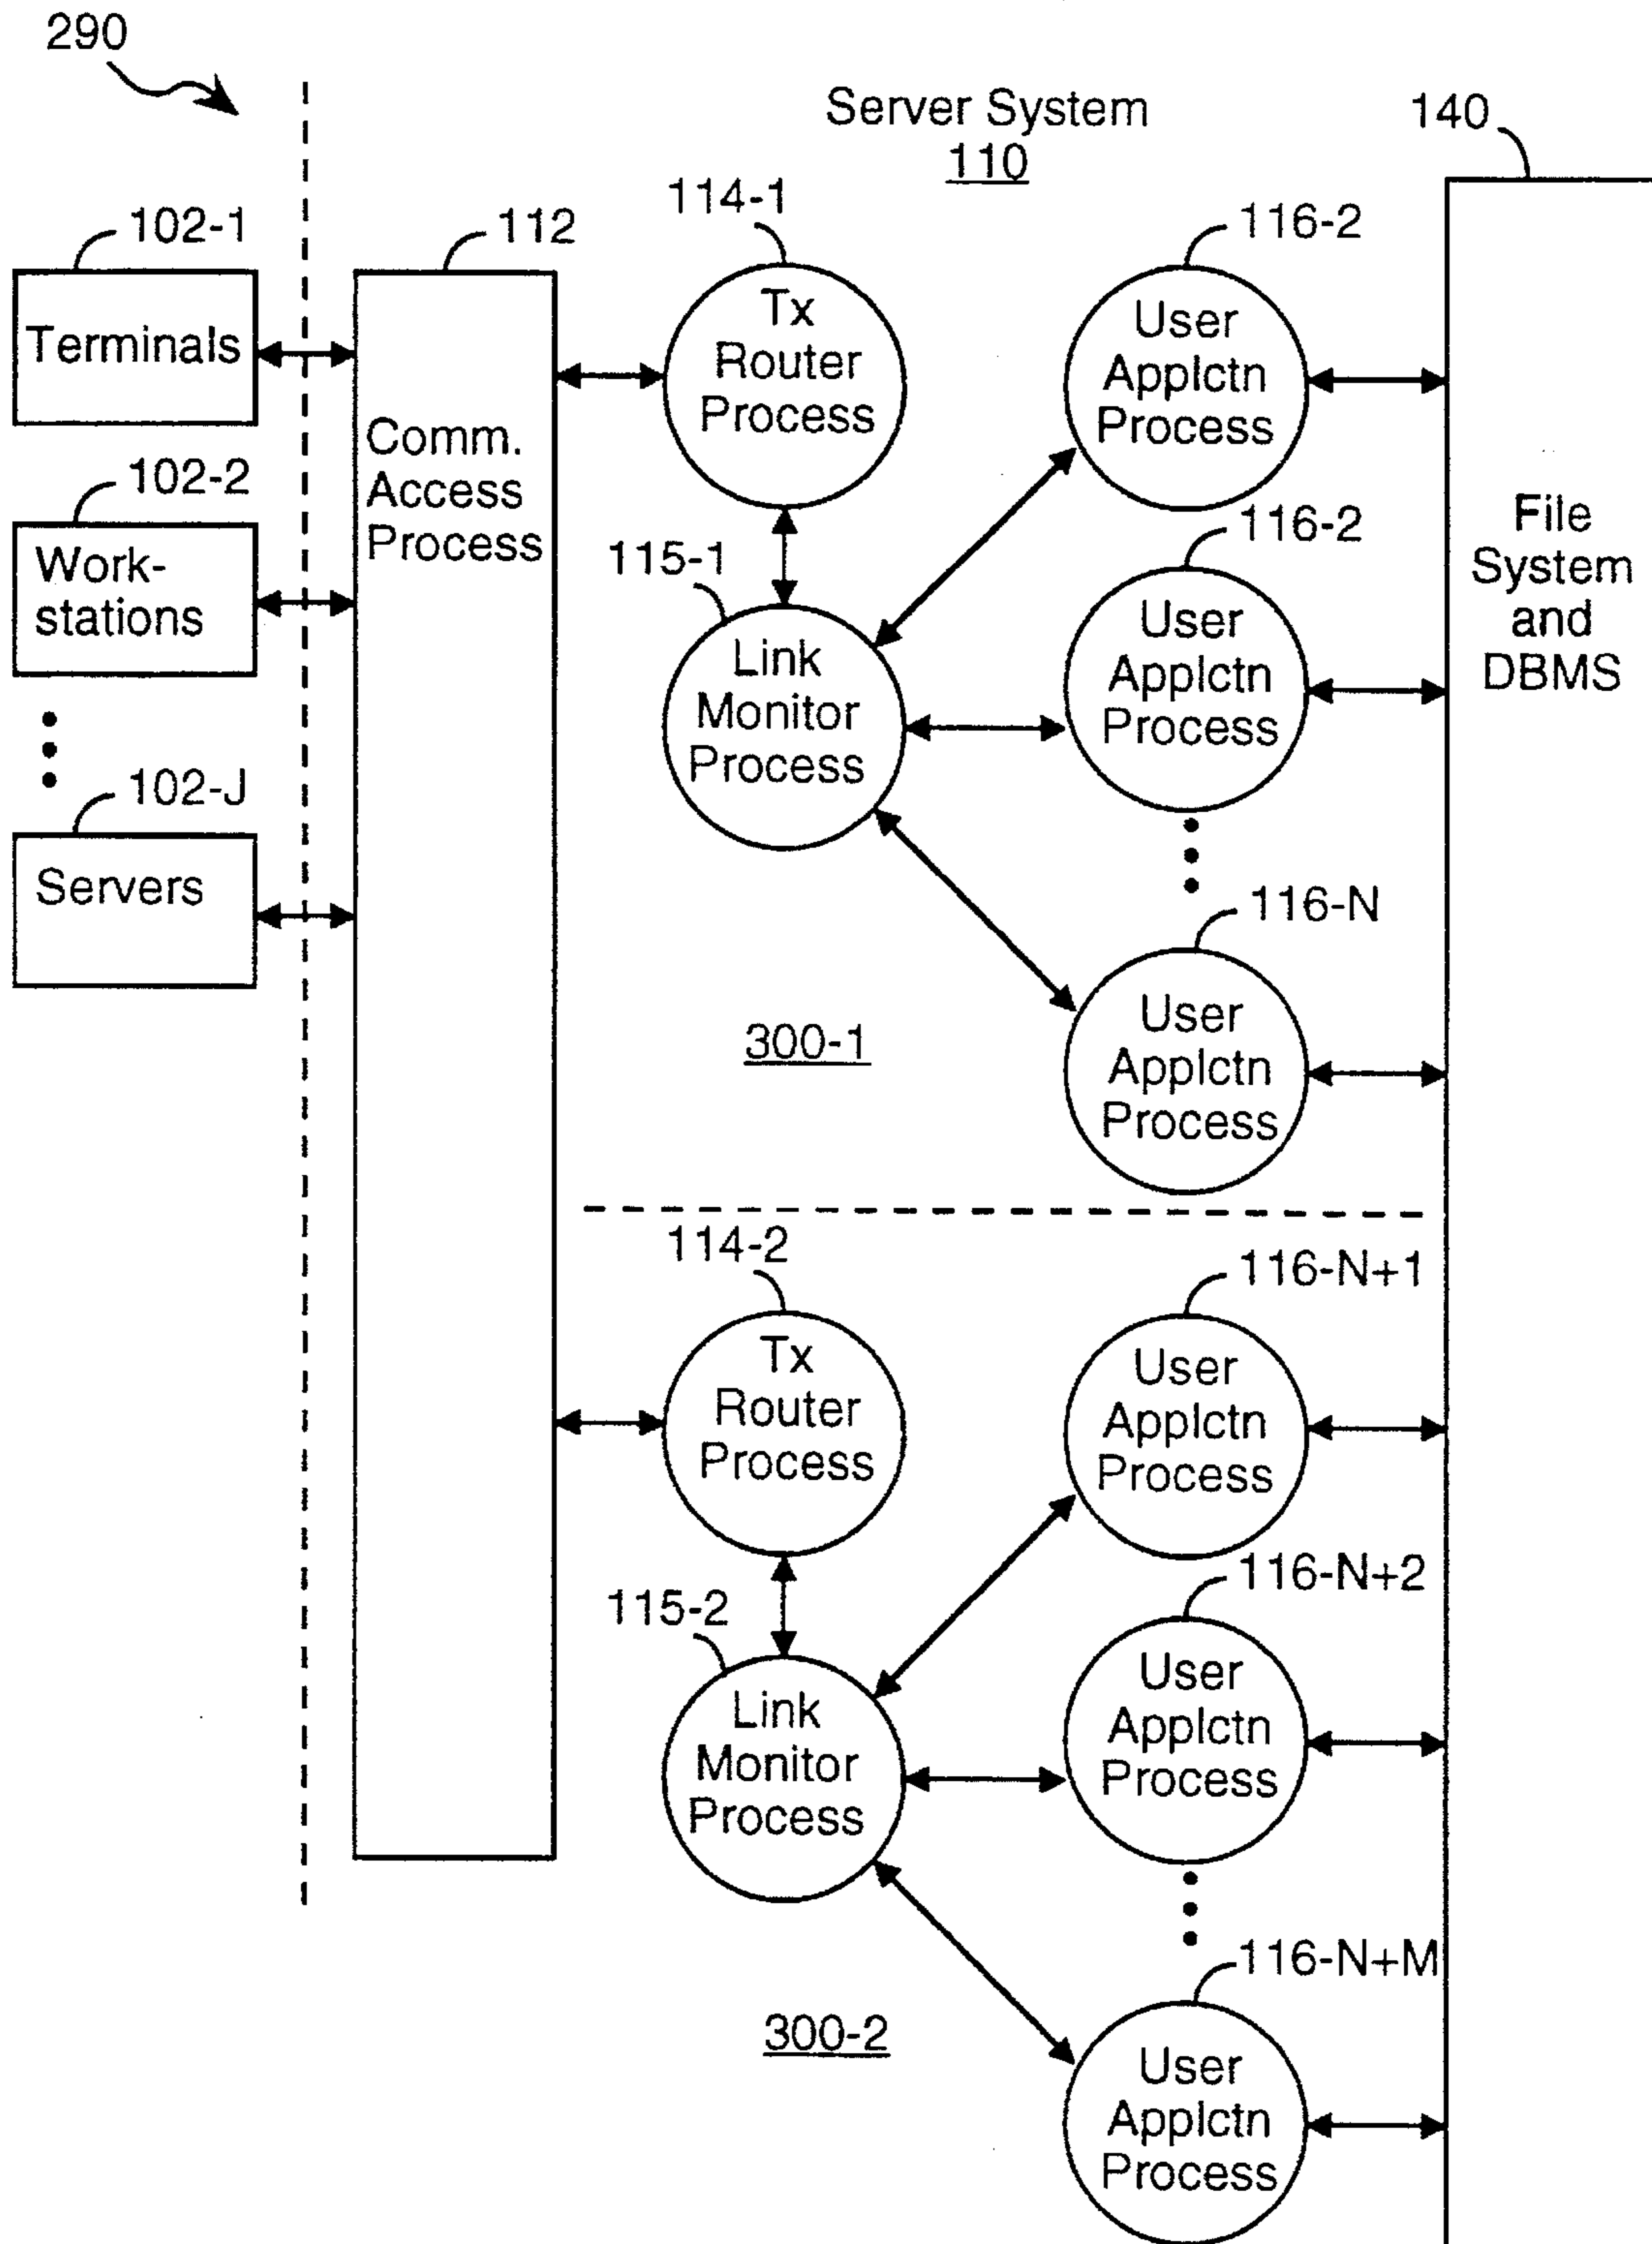 290
Server System
110
140
102-1
112
114-1
116-2
Terminals
Comm.
Access
Process
Tx
Router
Process
User
Applctn
Process
102-2
Work-
stations
115-1
Link
Monitor
Process
116-2
User
Applctn
Process
File
System
and
DBMS
102-J
Servers
116-N
User
Applctn
Process
300-1
114-2
Tx
Router
Process
116-N+1
User
Applctn
Process
115-2
Link
Monitor
Process
116-N+2
User
Applctn
Process
116-N+M
User
Applctn
Process
300-2